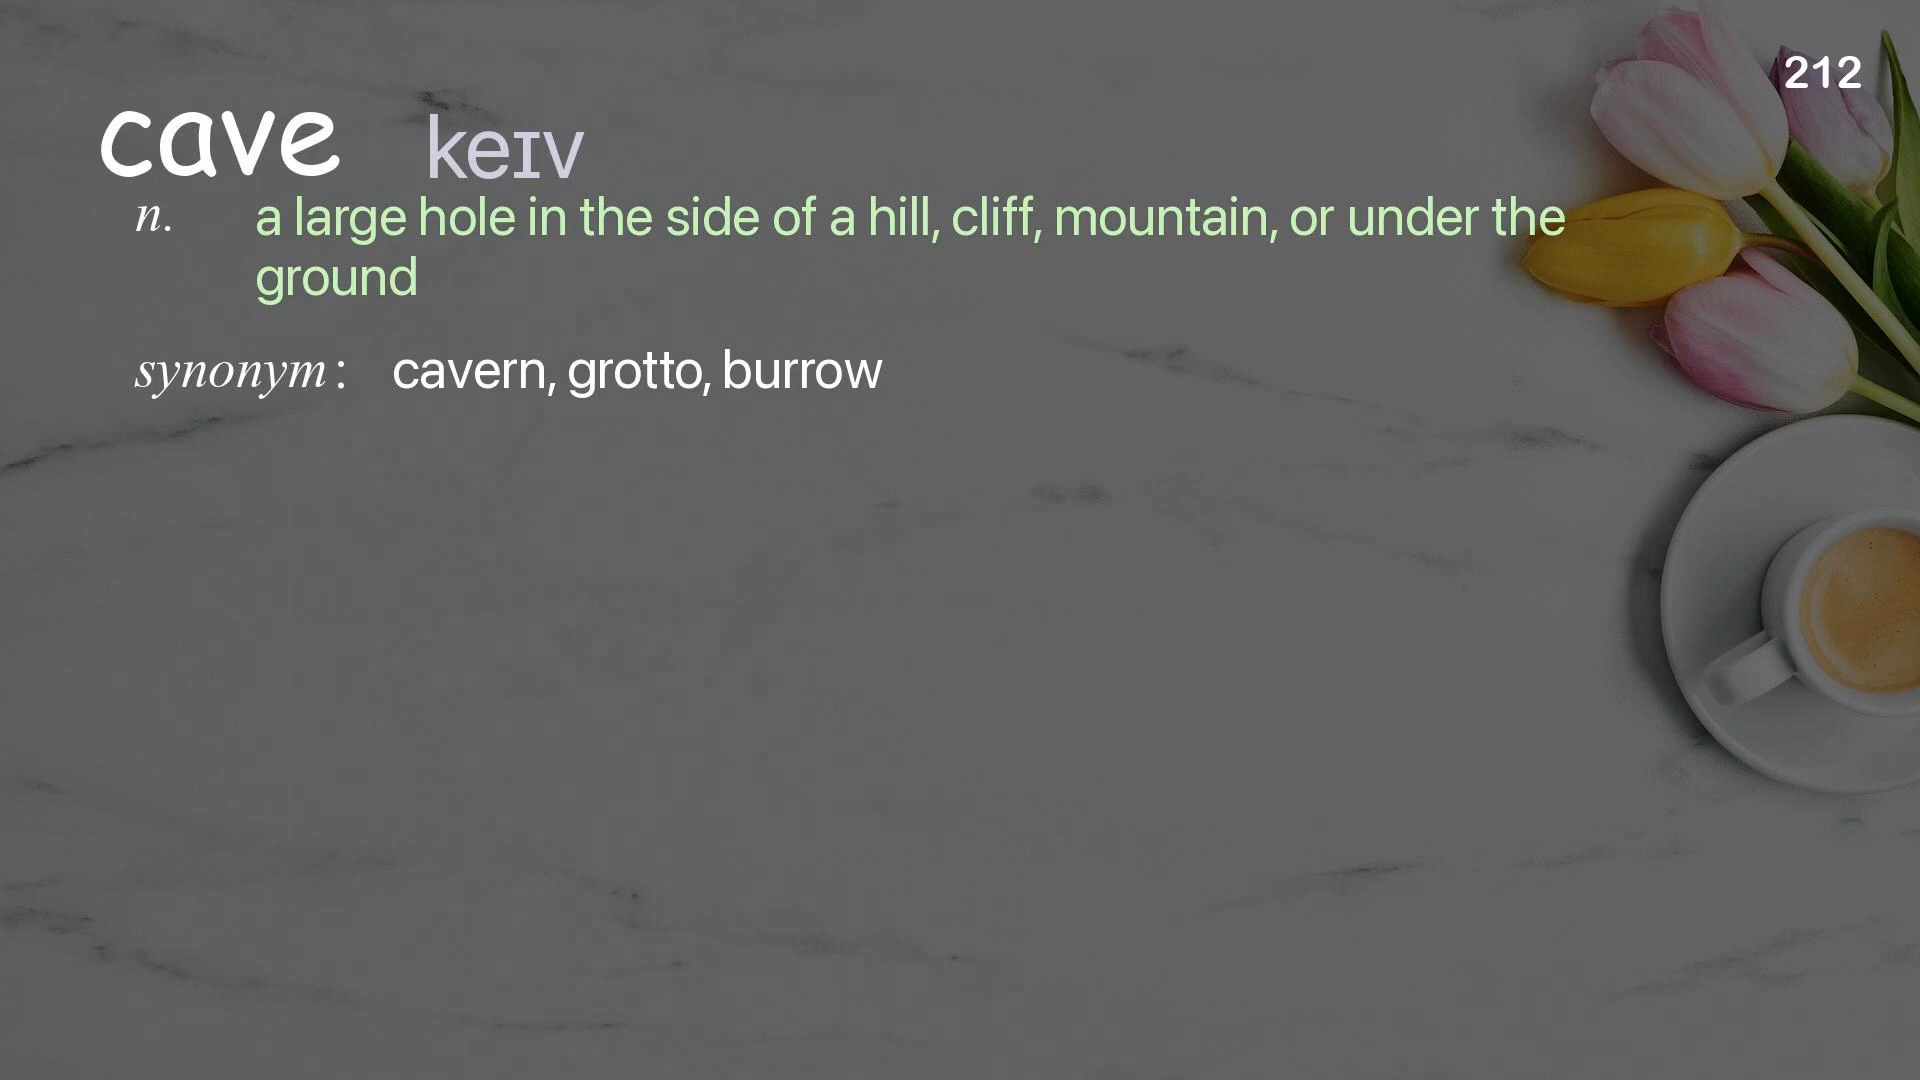 212
cave keɪv
n. a large hole in the side of a hill, cliff, mountain, or under the
ground
synonym : cavern, grotto, burrow